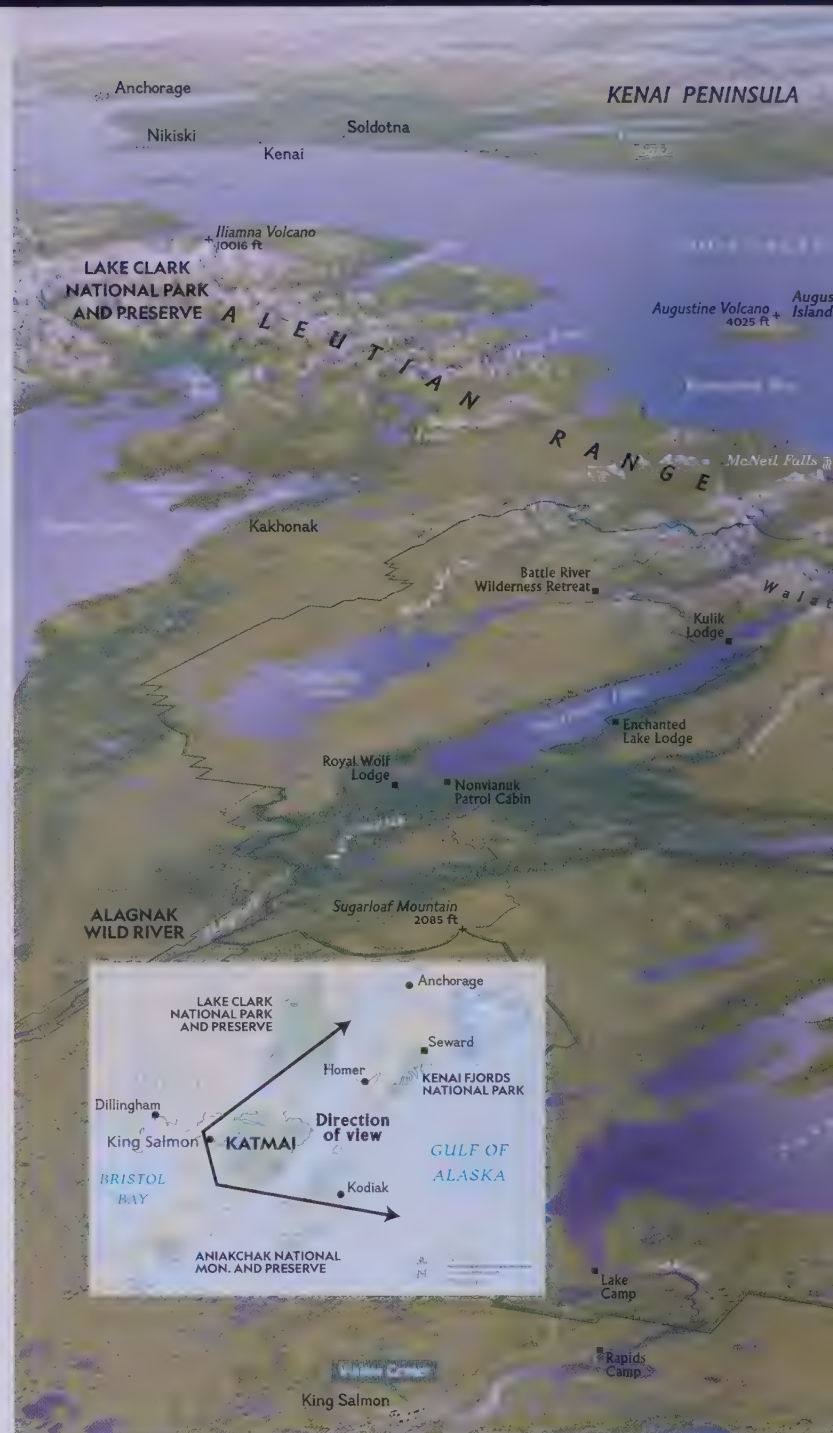 Anchorage
KENAI PENINSULA
Nikiski
Soldotna
Kenai
Iliamna Volcano
10016 ft
LAKE CLARK
NATIONAL PARK
AND PRESERVE
ALEUTIAN RANGE
Augustine Volcano
4025 ft
Augus
Island
McNeil Falls
Kakhonak
Battle River
Wilderness Retreat
Walat
Kulik
Lodge
Enchanted
Lake Lodge
Royal Wolf
Lodge
Nonvianuk
Patrol Cabin
Sugarloaf Mountain
2085 ft
ALAGNAK
WILD RIVER
Anchorage
LAKE CLARK
NATIONAL PARK
AND PRESERVE
Seward
Homer
KENAI FJORDS
NATIONAL PARK
Dillingham
Direction
of view
King Salmon
KATMAI
GULF OF
ALASKA
BRISTOL
BAY
Kodiak
ANIAKCHAK NATIONAL
MON. AND PRESERVE
Lake
Camp
Rapids
Camp
King Salmon